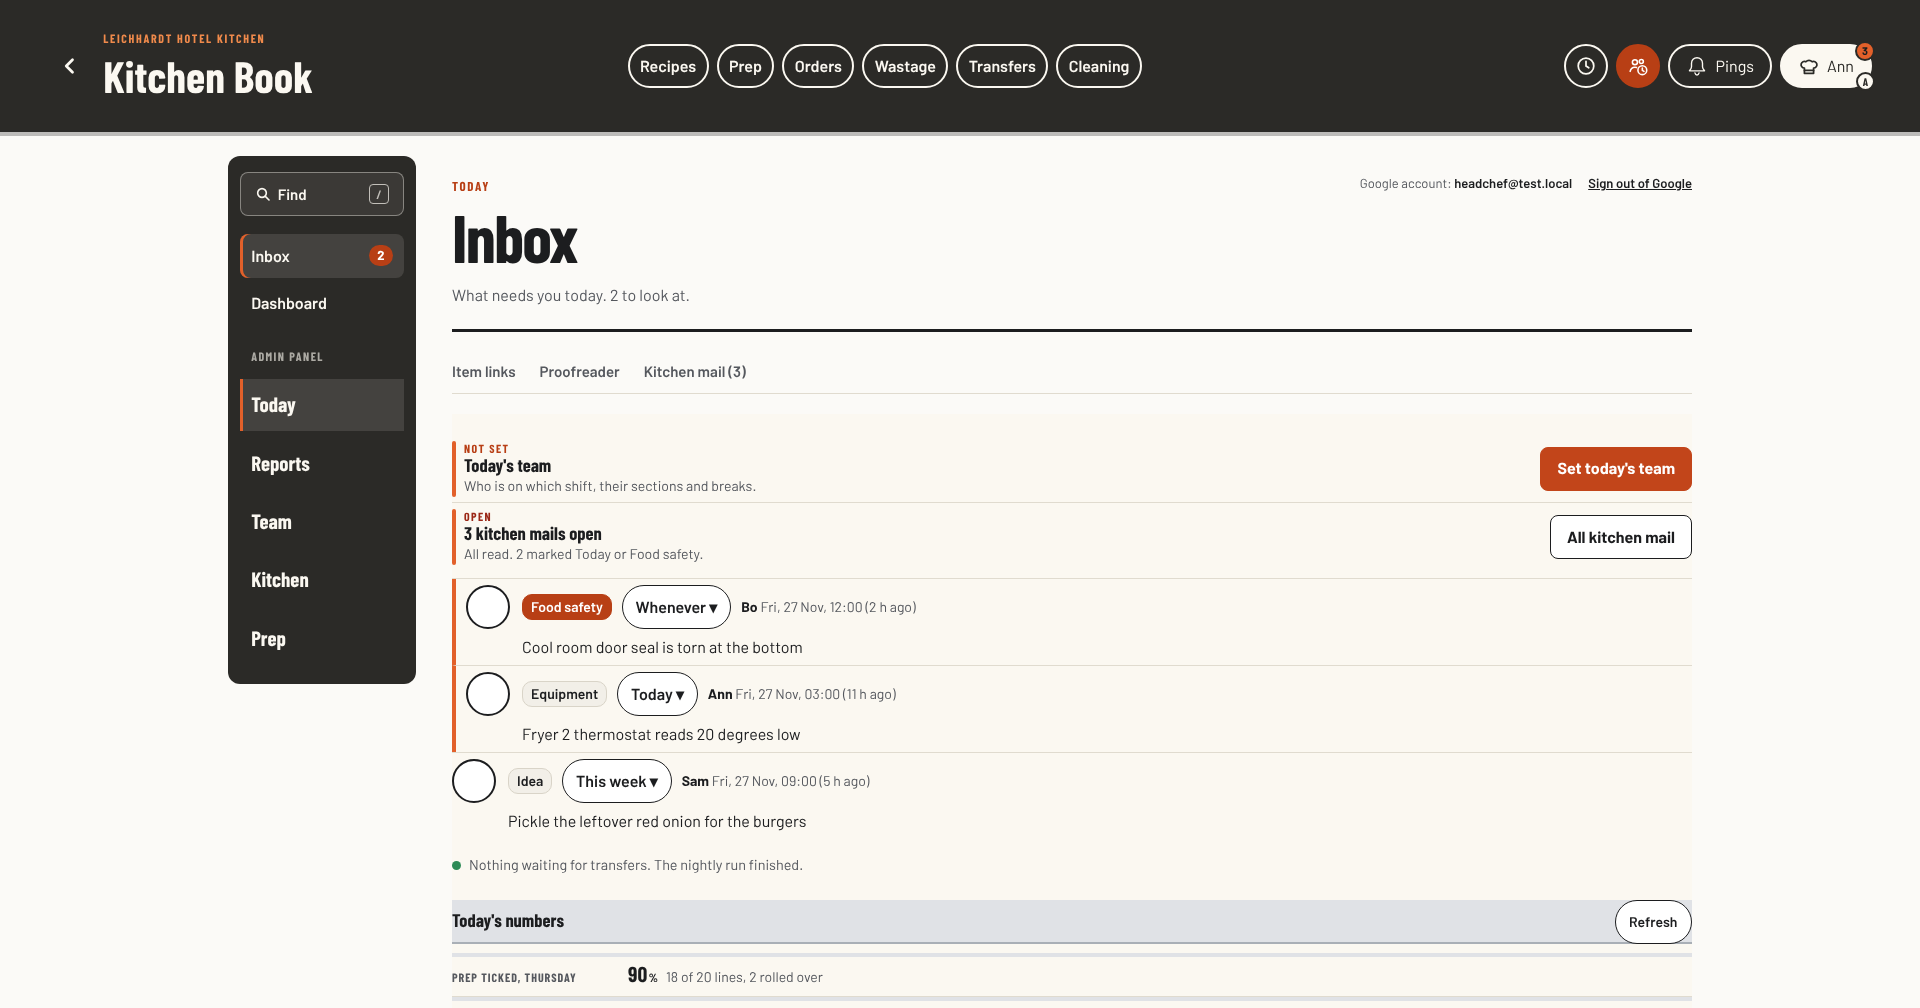 LEICHHARDT HOTEL KITCHEN
Kitchen Book
Recipes
Prep
Orders
Wastage
Transfers
Cleaning
Pings
Ann
3
A
Find
/
Inbox
2
Dashboard
ADMIN PANEL
Today
Reports
Team
Kitchen
Prep
TODAY
Google account: headchef@test.local Sign out of Google
Inbox
What needs you today. 2 to look at.
Item links
Proofreader
Kitchen mail (3)
NOT SET
Today's team
Who is on which shift, their sections and breaks.
Set today's team
OPEN
3 kitchen mails open
All read. 2 marked Today or Food safety.
All kitchen mail
Food safety Whenever ▾ Bo Fri, 27 Nov, 12:00 (2 h ago)
Cool room door seal is torn at the bottom
Equipment Today ▾ Ann Fri, 27 Nov, 03:00 (11 h ago)
Fryer 2 thermostat reads 20 degrees low
Idea This week ▾ Sam Fri, 27 Nov, 09:00 (5 h ago)
Pickle the leftover red onion for the burgers
Nothing waiting for transfers. The nightly run finished.
Today's numbers
Refresh
PREP TICKED, THURSDAY 90% 18 of 20 lines, 2 rolled over